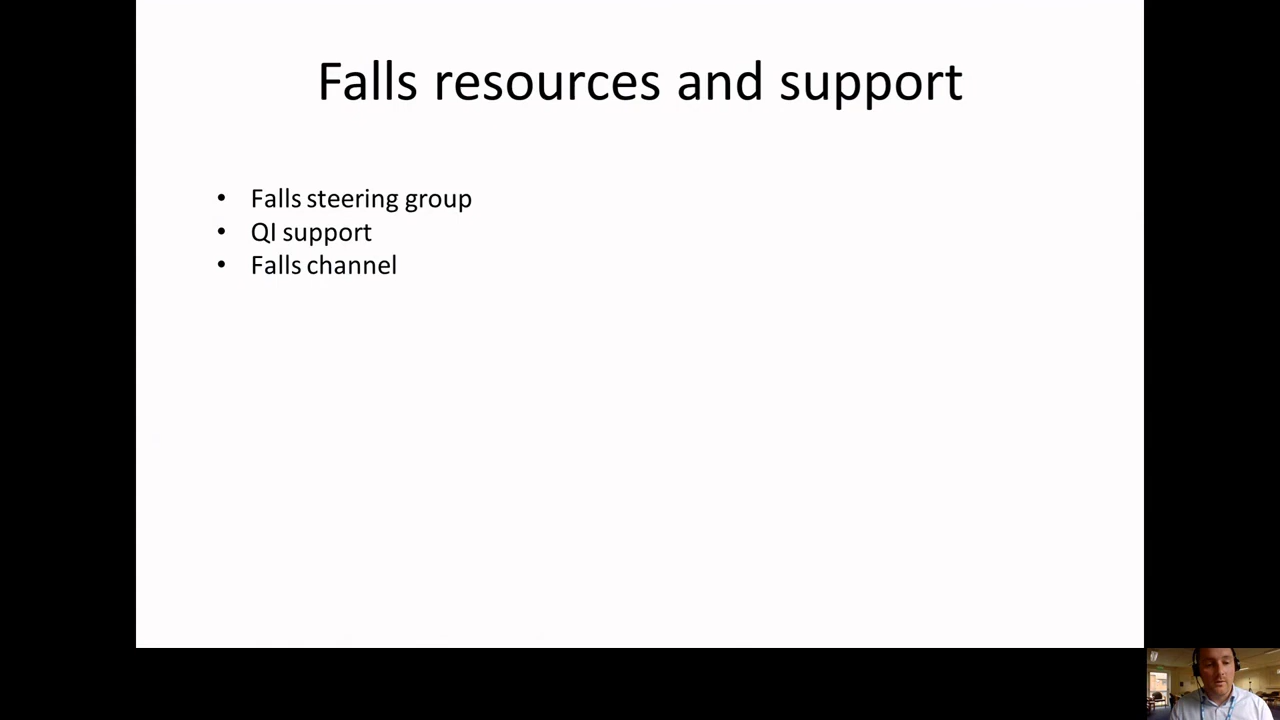 Falls resources and support
• Falls steering group
• QI support
• Falls channel